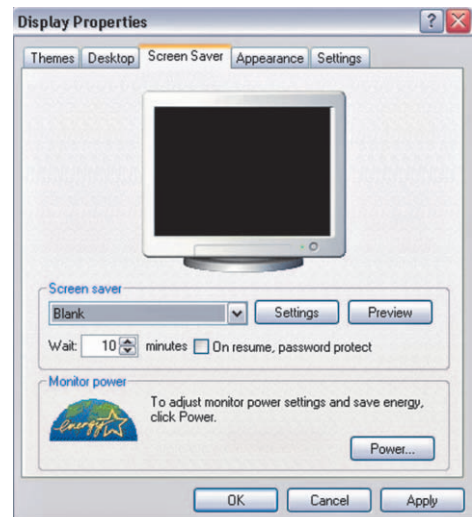 Display Properties
Themes Desktop Screen Saver Appearance Settings
Screen saver
Blank Settings Preview
Wait: 10 minutes On resume, password protect
Monitor power
energy
To adjust monitor power settings and save energy,
click Power.
Power...
OK Cancel Apply